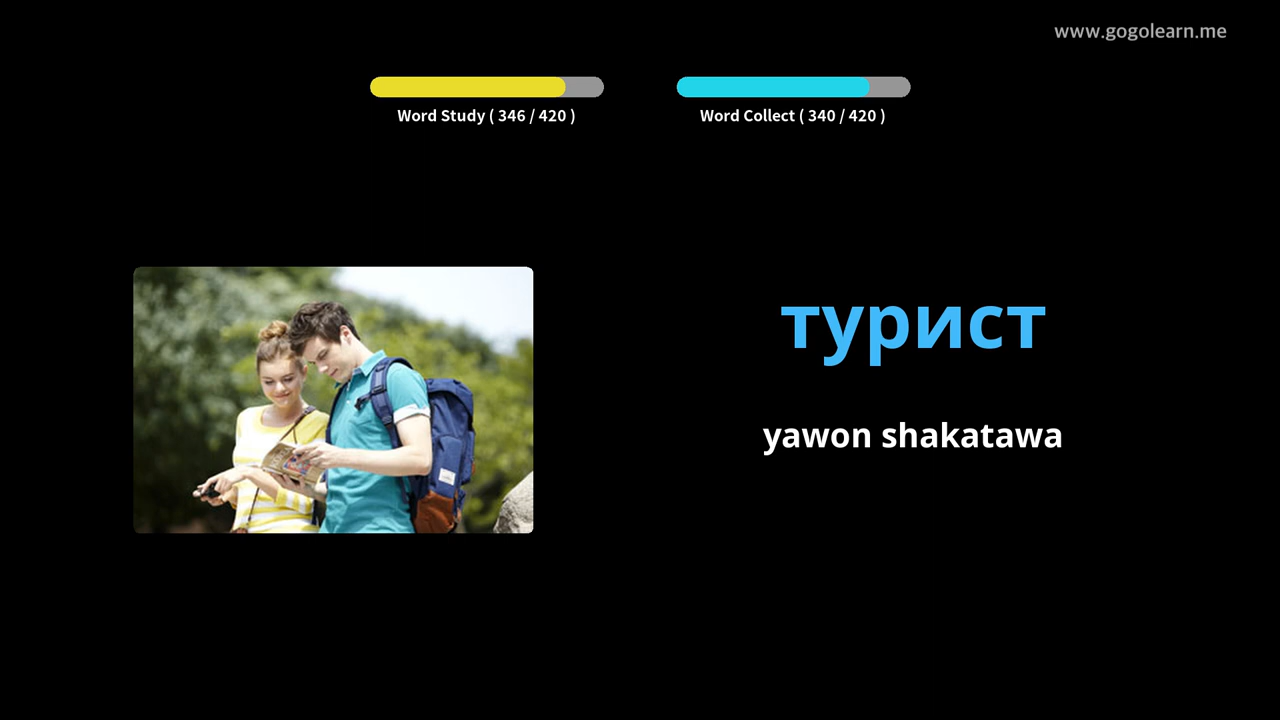 www.gogolearn.me
Word Study ( 346 / 420 )
Word Collect ( 340 / 420 )
турист
yawon shakatawa